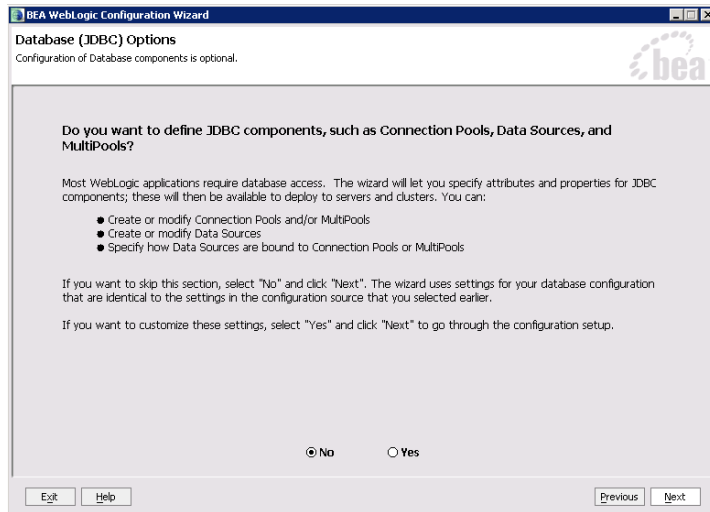 BEA WebLogic Configuration Wizard
Database (JDBC) Options
Configuration of Database components is optional.
bea
Do you want to define JDBC components, such as Connection Pools, Data Sources, and
MultiPools?
Most WebLogic applications require database access. The wizard will let you specify attributes and properties for JDBC
components; these will then be available to deploy to servers and clusters. You can:
● Create or modify Connection Pools and/or MultiPools
● Create or modify Data Sources
● Specify how Data Sources are bound to Connection Pools or MultiPools
If you want to skip this section, select "No" and click "Next". The wizard uses settings for your database configuration
that are identical to the settings in the configuration source that you selected earlier.
If you want to customize these settings, select "Yes" and click "Next" to go through the configuration setup.
No Yes
Exit Help Previous Next